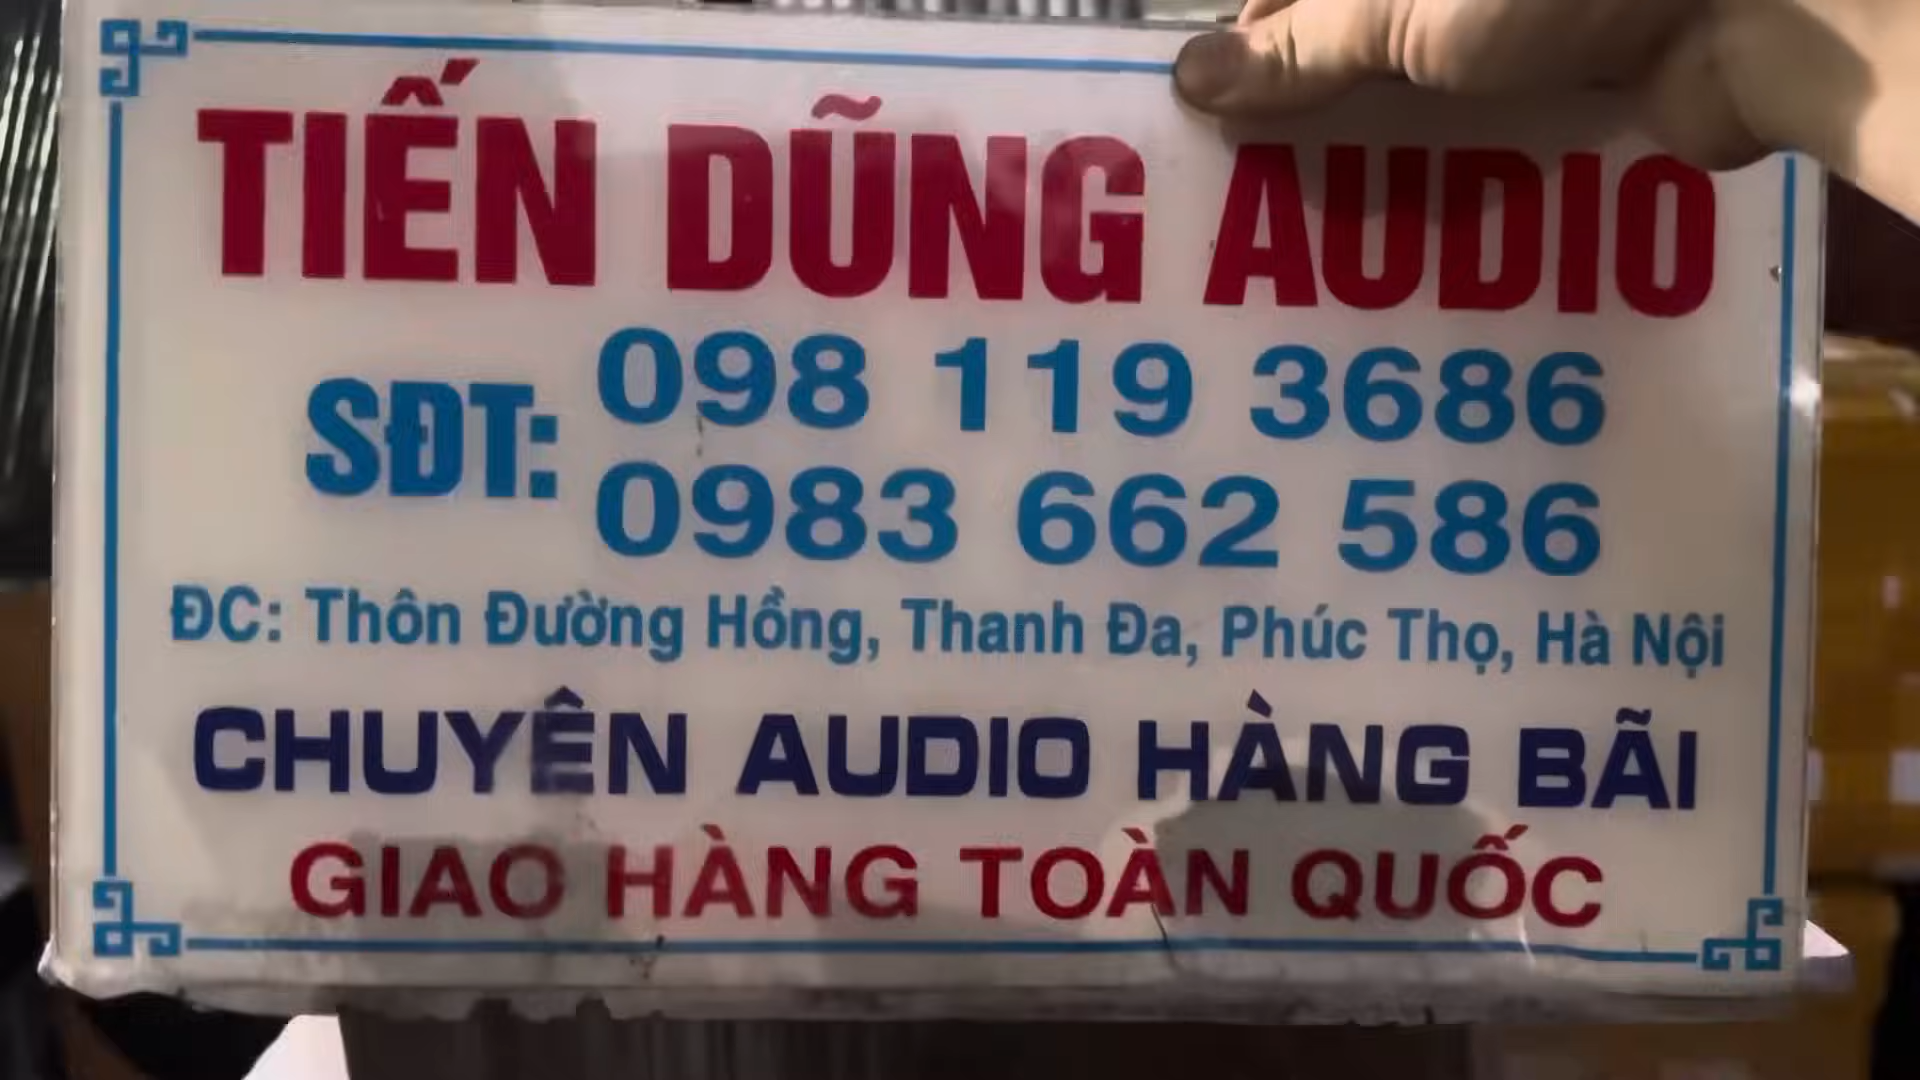 TIẾN DŨNG AUDIO
SĐT: 098 119 3686
0983 662 586
ĐC: Thôn Đường Hồng, Thanh Đa, Phúc Thọ, Hà Nội
CHUYÊN AUDIO HÀNG BÃI
GIAO HÀNG TOÀN QUỐC